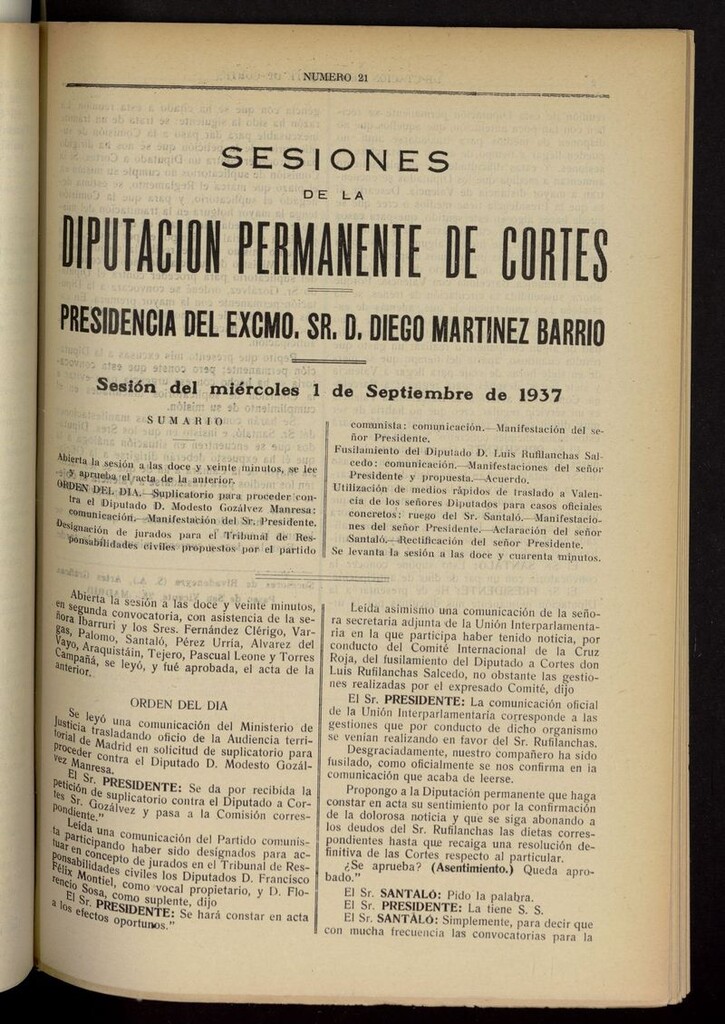 NUMERO 21
SESIONES
DE LA
DIPUTACION PERMANENTE DE CORTES
PRESIDENCIA DEL EXCMO. SR. D. DIEGO MARTINEZ BARRIO
Sesión del miércoles 1 de Septiembre de 1937
SUMARIO
Abierta la sesión a las doce y veinte minutos, se lee
y aprueba el acta de la anterior.
ORDEN DEL DIA.—Suplicatorio para proceder con-
tra el Diputado D. Modesto Gozálvez Manresa:
comunicación.—Manifestación del Sr. Presidente.
Designación de jurados para el Tribunal de Res-
ponsabilidades civiles propuestos por el partido
comunista: comunicación.—Manifestación del se-
ñor Presidente.
Fusilamiento del Diputado D. Luis Rufilanchas Sal-
cedo: comunicación.—Manifestaciones del señor
Presidente y propuesta.—Acuerdo.
Utilización de medios rápidos de traslado a Valen-
cia de los señores Diputados para casos oficiales
concretos: ruego del Sr. Santaló.—Manifestacio-
nes del señor Presidente.—Aclaración del señor
Santaló.—Rectificación del señor Presidente.
Se levanta la sesión a las doce y cuarenta minutos.
Abierta la sesión a las doce y veinte minutos,
en segunda convocatoria, con asistencia de la se-
ñora Ibarruri y los Sres. Fernández Clérigo, Var-
gas, Palomo, Santaló, Pérez Urría, Alvarez del
Vayo, Araquistáin, Tejero, Pascual Leone y Torres
Campañá, se leyó, y fué aprobada, el acta de la
anterior.
ORDEN DEL DIA
Se leyó una comunicación del Ministerio de
Justicia trasladando oficio de la Audiencia terri-
torial de Madrid en solicitud de suplicatorio para
proceder contra el Diputado D. Modesto Gozál-
vez Manresa.
El Sr. PRESIDENTE: Se da por recibida la
petición de suplicatorio contra el Diputado a Cor-
tes Sr. Gozálvez y pasa a la Comisión corres-
pondiente."
Leída una comunicación del Partido comunis-
ta participando haber sido designados para ac-
tuar en concepto de jurados en el Tribunal de Res-
ponsabilidades civiles los Diputados D. Francisco
Félix Montiel, como vocal propietario, y D. Flo-
rencio Sosa, como suplente, dijo
El Sr. PRESIDENTE: Se hará constar en acta
a los efectos oportunos."
Leída asimismo una comunicación de la seño-
ra secretaria adjunta de la Unión Interparlamenta-
ria en la que participa haber tenido noticia, por
conducto del Comité Internacional de la Cruz
Roja, del fusilamiento del Diputado a Cortes don
Luis Rufilanchas Salcedo, no obstante las gestio-
nes realizadas por el expresado Comité, dijo
El Sr. PRESIDENTE: La comunicación oficial
de la Unión Interparlamentaria corresponde a las
gestiones que por conducto de dicho organismo
se venían realizando en favor del Sr. Rufilanchas.
Desgraciadamente, nuestro compañero ha sido
fusilado, como oficialmente se nos confirma en la
comunicación que acaba de leerse.
Propongo a la Diputación permanente que haga
constar en acta su sentimiento por la confirmación
de la dolorosa noticia y que se siga abonando a
los deudos del Sr. Rufilanchas las dietas corres-
pondientes hasta que recaiga una resolución de-
finitiva de las Cortes respecto al particular.
¿Se aprueba? (Asentimiento.) Queda apro-
bado."
El Sr. SANTALÓ: Pido la palabra.
El Sr. PRESIDENTE: La tiene S. S.
El Sr. SANTALÓ: Simplemente, para decir que
con mucha frecuencia las convocatorias para la